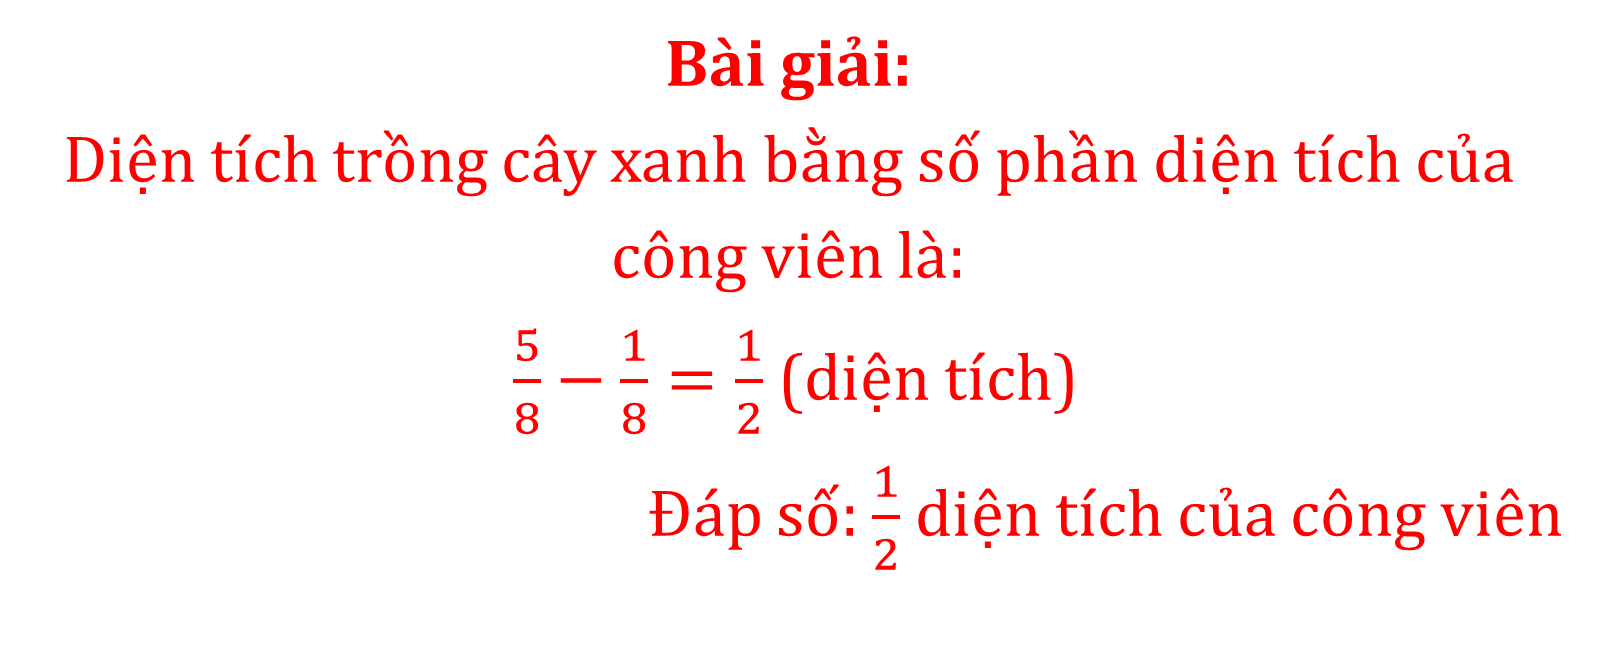 Bài giải:
Diện tích trồng cây xanh bằng số phần diện tích của
công viên là:
5/8 − 1/8 = 1/2 (diện tích)
Đáp số: 1/2 diện tích của công viên